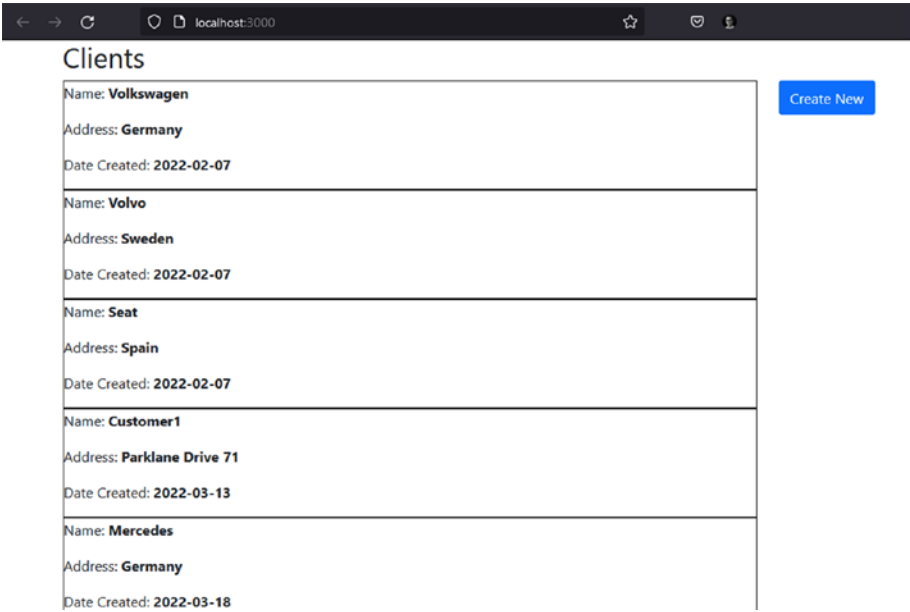 localhost:3000
Clients
Name: Volkswagen
Create New
Address: Germany
Date Created: 2022-02-07
Name: Volvo
Address: Sweden
Date Created: 2022-02-07
Name: Seat
Address: Spain
Date Created: 2022-02-07
Name: Customer1
Address: Parklane Drive 71
Date Created: 2022-03-13
Name: Mercedes
Address: Germany
Date Created: 2022-03-18